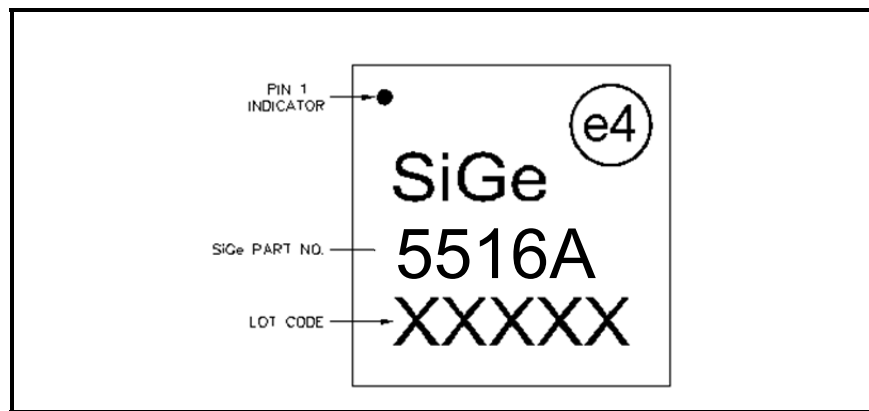 PIN 1
INDICATOR
e4
SiGe
SiGe PART NO.
5516A
LOT CODE
XXXXX